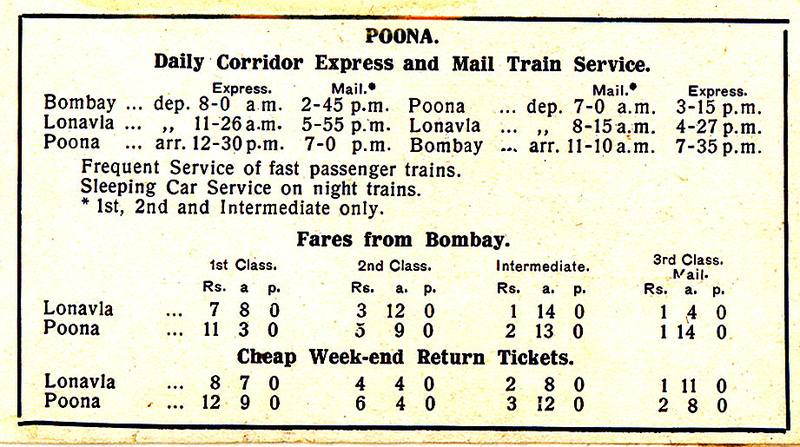 POONA.
Daily Corridor Express and Mail Train Service.
Express. Mail.* Mail.* Express.
Bombay ... dep. 8-0 a.m. 2-45 p.m. Poona ... dep. 7-0 a.m. 3-15 p.m.
Lonavla ... ,, 11-26 a.m. 5-55 p.m. Lonavla ... ,, 8-15 a.m. 4-27 p.m.
Poona ... arr. 12-30 p.m. 7-0 p.m. Bombay ... arr. 11-10 a.m. 7-35 p.m.
Frequent Service of fast passenger trains.
Sleeping Car Service on night trains.
* 1st, 2nd and Intermediate only.
Fares from Bombay.
1st Class. 2nd Class. Intermediate. 3rd Class. Mail.
Rs. a p. Rs. a. p. Rs. a. p. Rs. a. p.
Lonavla ... 7 8 0 3 12 0 1 14 0 1 4 0
Poona ... 11 3 0 5 9 0 2 13 0 1 14 0
Cheap Week-end Return Tickets.
Lonavla ... 8 7 0 4 4 0 2 8 0 1 11 0
Poona ... 12 9 0 6 4 0 3 12 0 2 8 0